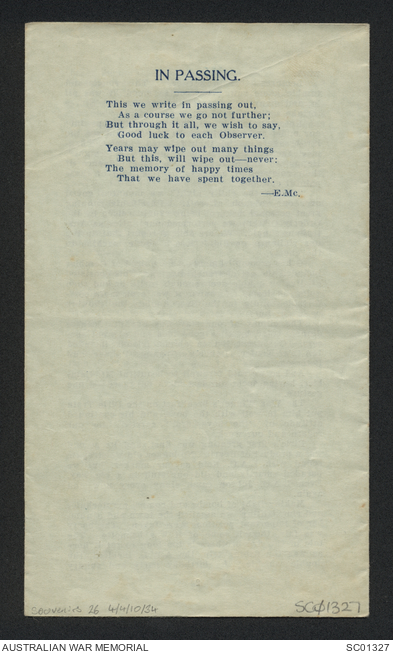 IN PASSING.
This we write in passing out,
As a course we go not further;
But through it all, we wish to say,
Good luck to each Observer.
Years may wipe out many things
But this, will wipe out—never;
The memory of happy times
That we have spent together.
—E.Mc.
Souvenirs 26 4/4/10/34
SC01327
AUSTRALIAN WAR MEMORIAL
SC01327